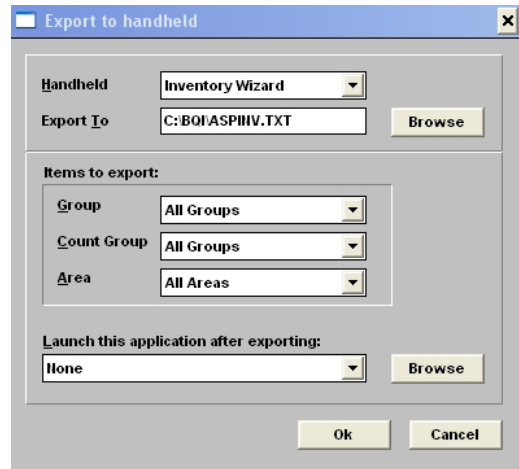 Export to handheld
Handheld Inventory Wizard
Export To C:\BQI\ASPINV.TXT Browse
Items to export:
Group All Groups
Count Group All Groups
Area All Areas
Launch this application after exporting:
None Browse
Ok Cancel